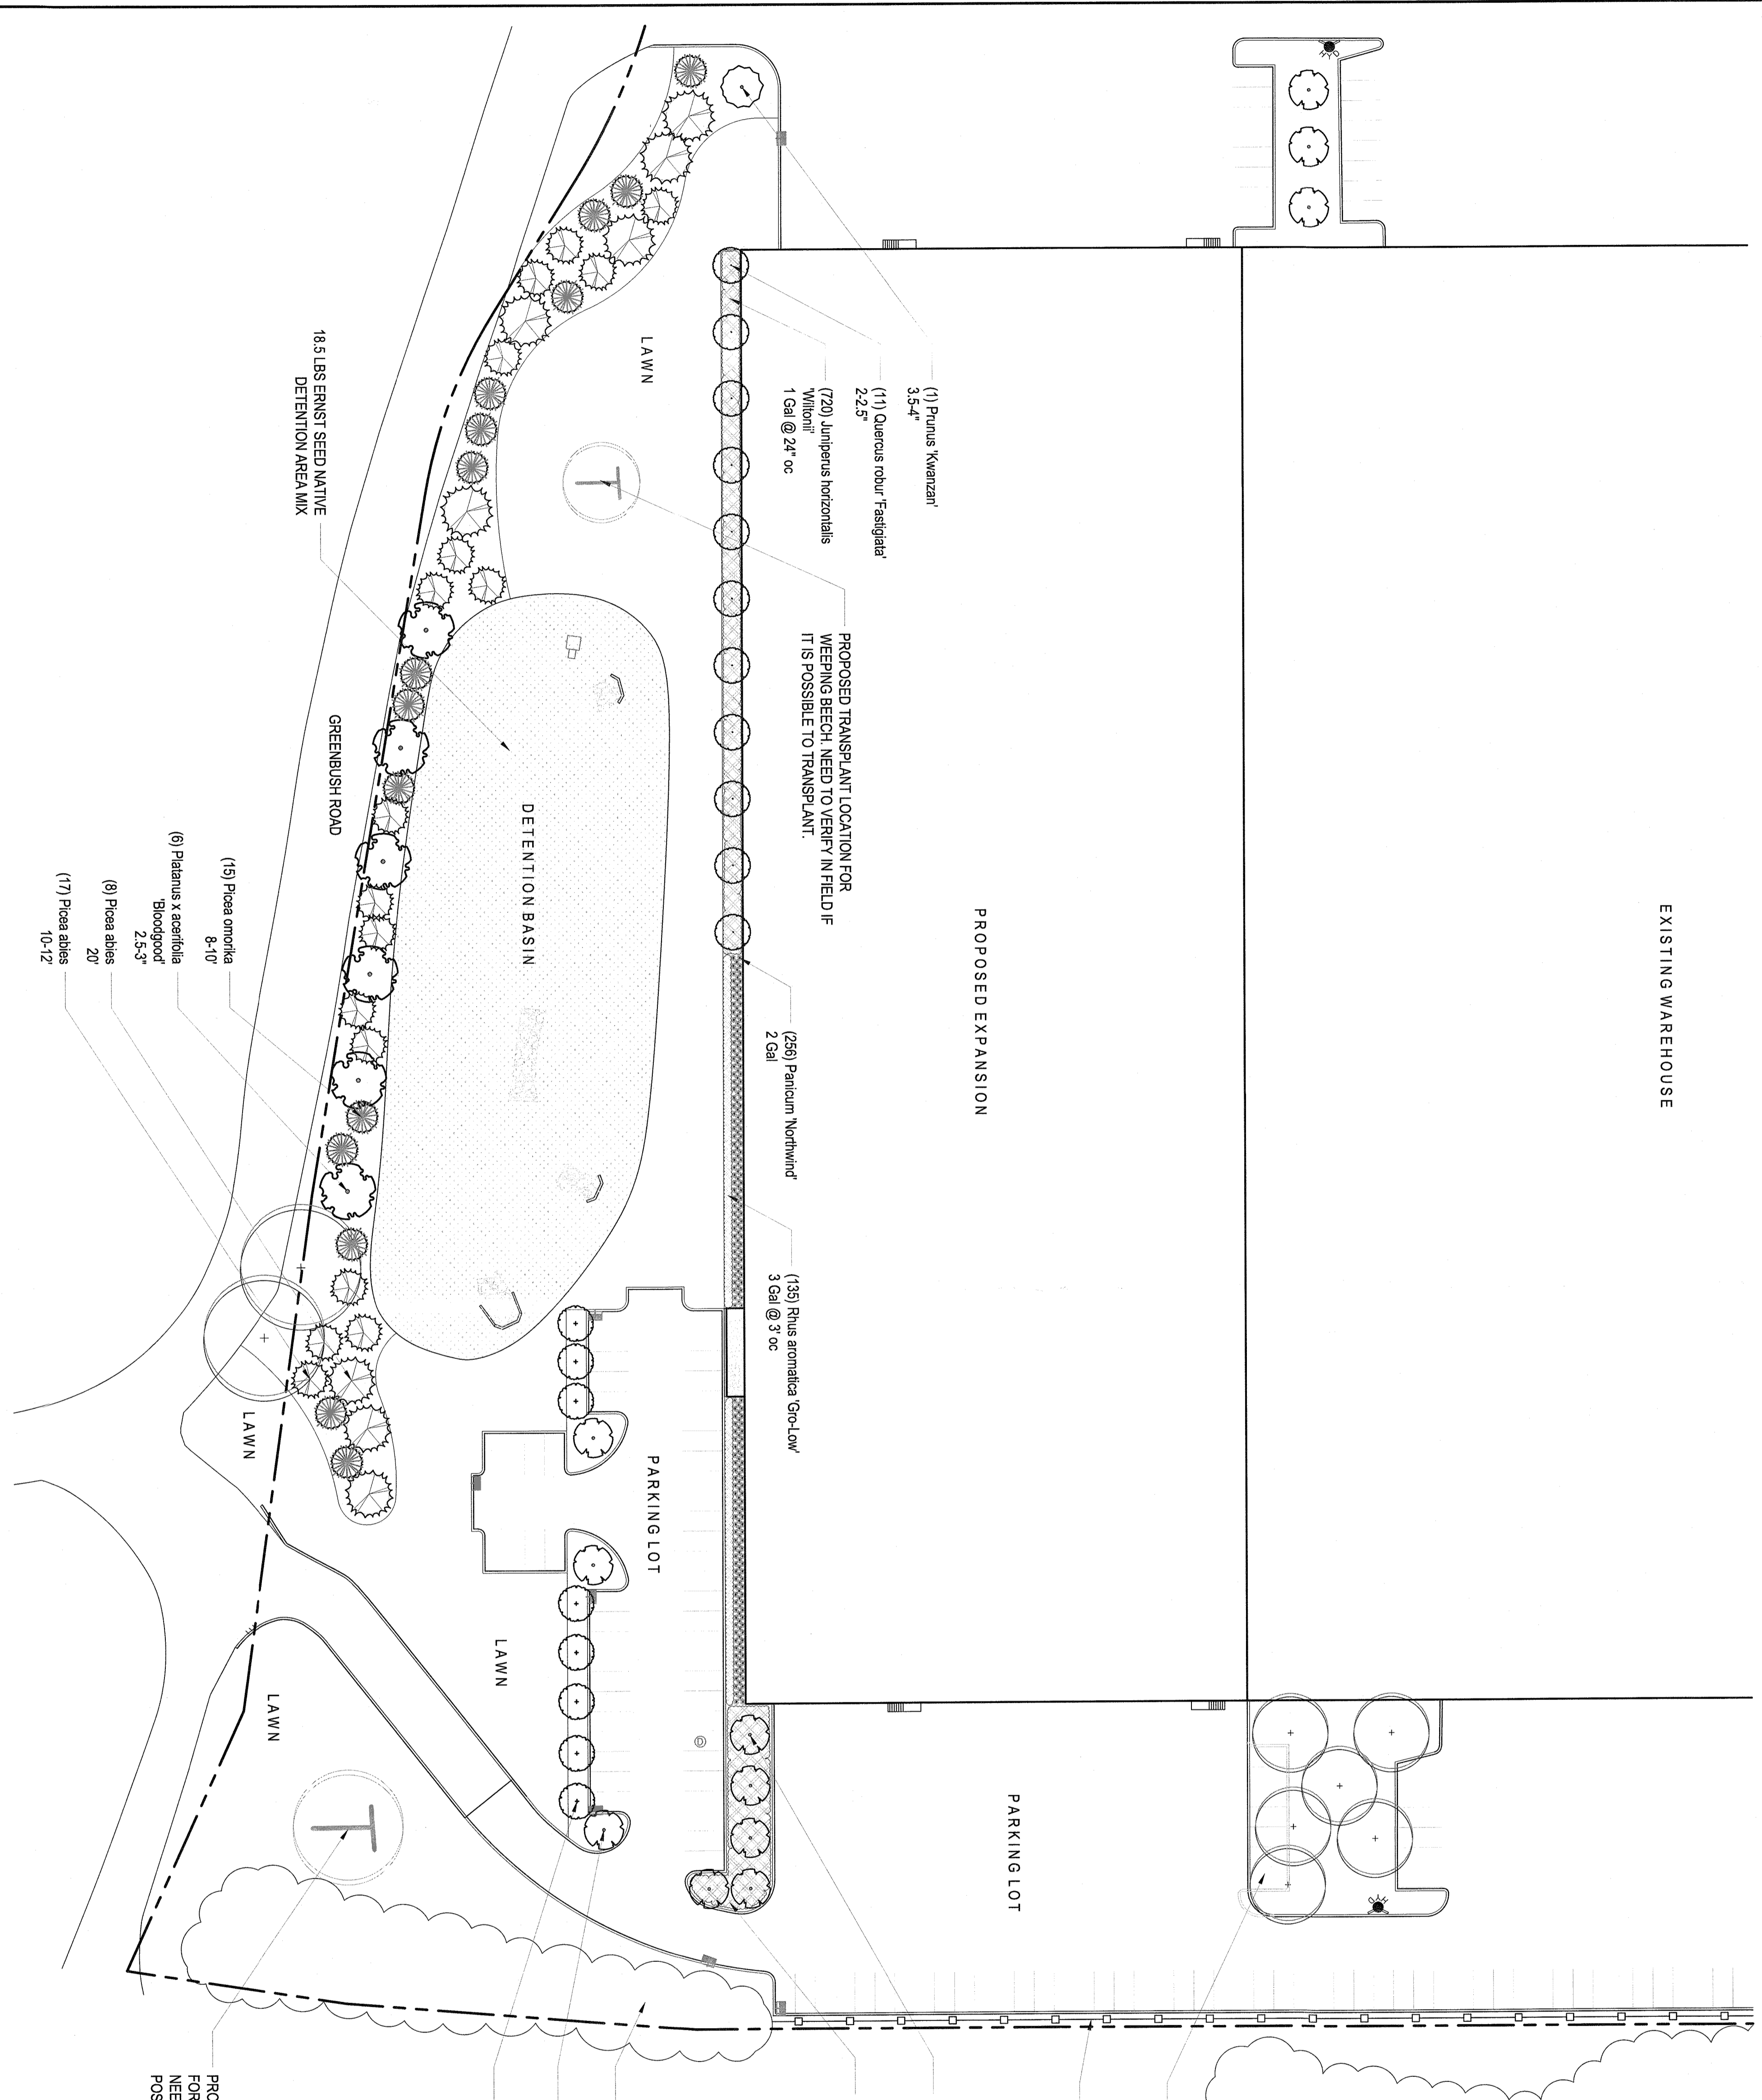 EXISTING WAREHOUSE
PROPOSED EXPANSION
PARKING LOT
(1) Prunus 'Kwanzan'
3.5-4"
(11) Quercus robur 'Fastigiata'
2-2.5"
(720) Juniperus horizontalis
'Wiltonii'
1 Gal @ 24" oc
PROPOSED TRANSPLANT LOCATION FOR
WEEPING BEECH. NEED TO VERIFY IN FIELD IF
IT IS POSSIBLE TO TRANSPLANT.
(256) Panicum 'Northwind'
2 Gal
(135) Rhus aromatica 'Gro-Low'
3 Gal @ 3' oc
LAWN
T
PARKING LOT
D
DETENTION BASIN
LAWN
18.5 LBS ERNST SEED NATIVE
DETENTION AREA MIX
GREENBUSH ROAD
LAWN
LAWN
T
(15) Picea omorika
8-10'
(6) Platanus x acerifolia
'Bloodgood'
2.5-3"
(8) Picea abies
20'
(17) Picea abies
10-12'
PRO
FOR
NEE
POS